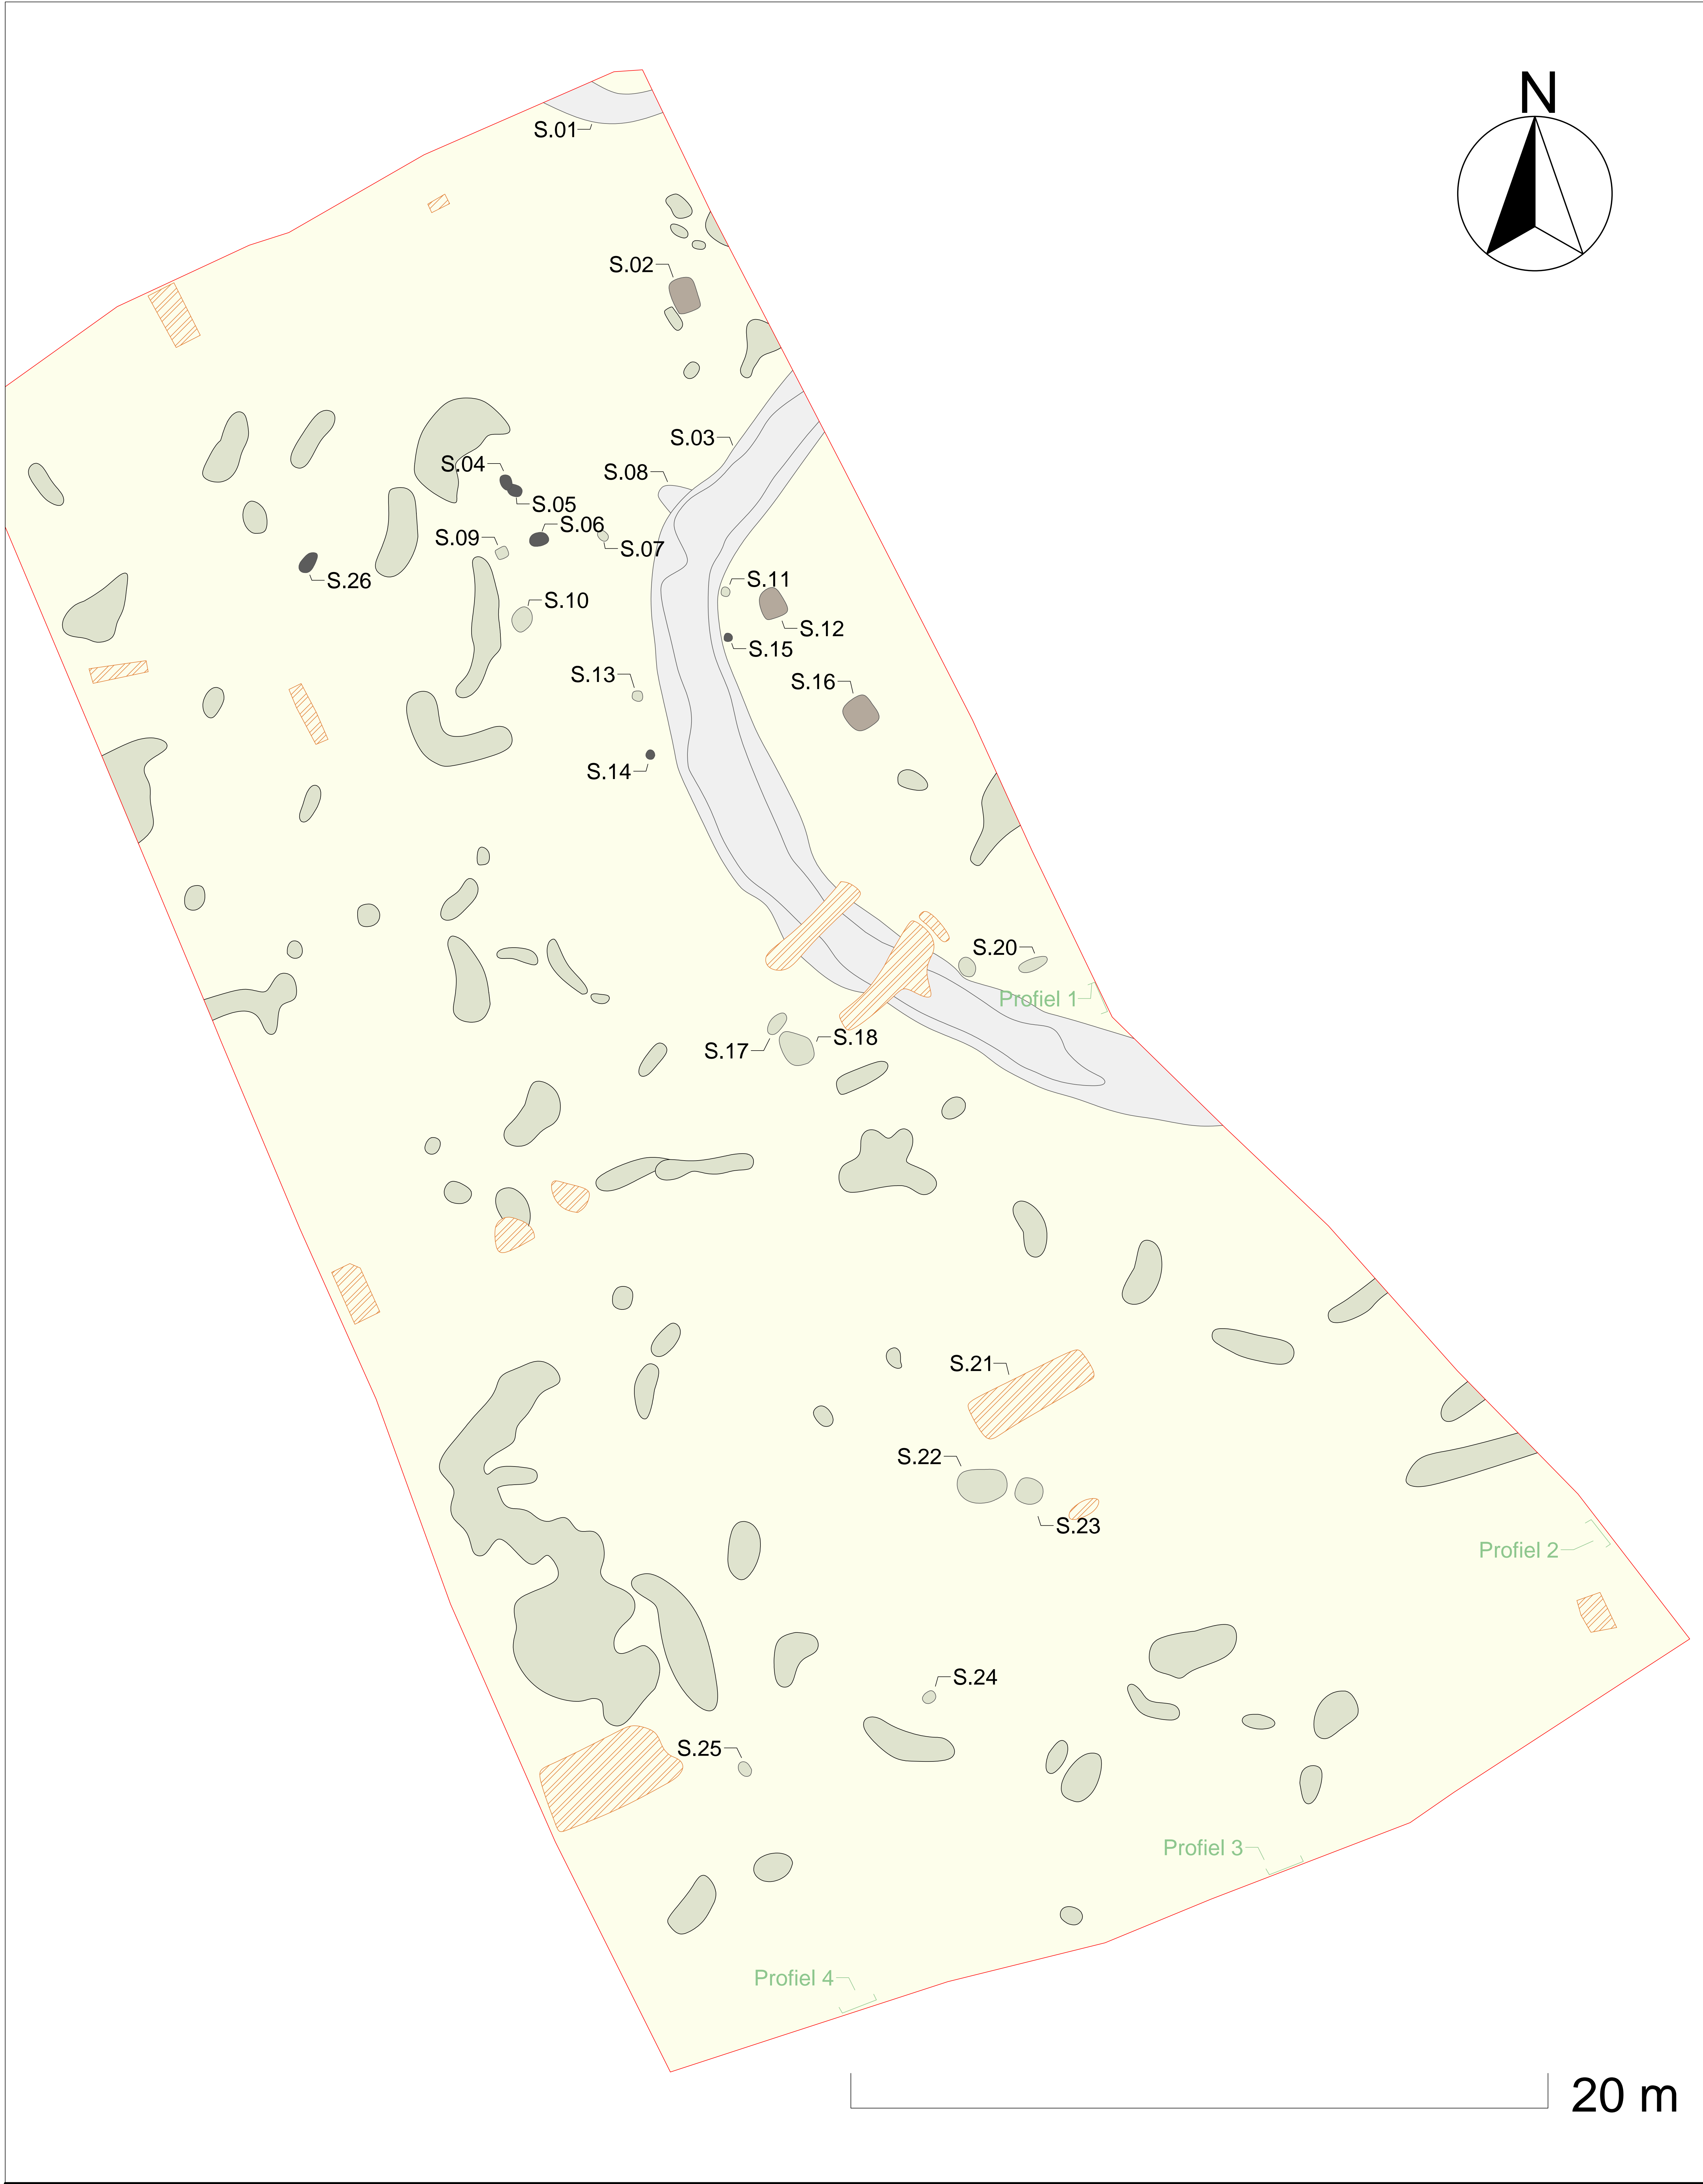 N
S.01
S.02
S.03
S.04
S.08
S.05
S.06
S.09
S.07
S.26
S.11
S.10
S.12
S.15
S.13
S.16
S.14
S.20
Profiel 1
S.18
S.17
S.21
S.22
S.23
Profiel 2
S.24
S.25
Profiel 3
Profiel 4
20 m